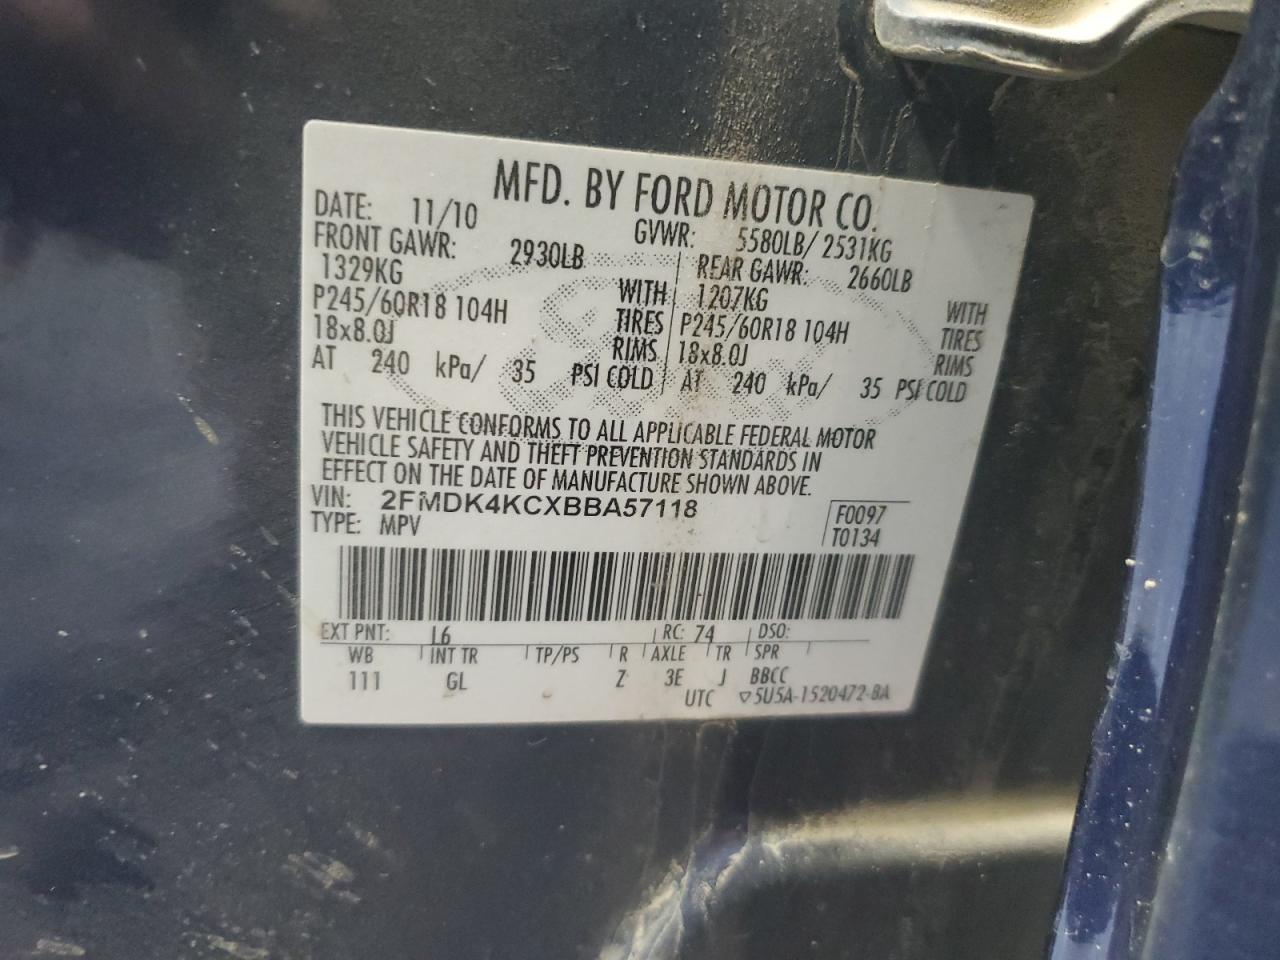 MFD. BY FORD MOTOR CO.
DATE: 11/10 GVWR: 5580LB/ 2531KG
FRONT GAWR: 2930LB REAR GAWR: 2660LB
1329KG WITH 1207KG WITH
P245/60R18 104H TIRES P245/60R18 104H TIRES
18x8.0J RIMS 18x8.0J RIMS
AT 240 kPa/ 35 PSI COLD AT 240 kPa/ 35 PSI COLD
THIS VEHICLE CONFORMS TO ALL APPLICABLE FEDERAL MOTOR
VEHICLE SAFETY AND THEFT PREVENTION STANDARDS IN
EFFECT ON THE DATE OF MANUFACTURE SHOWN ABOVE.
VIN: 2FMDK4KCXBBA57118 F0097
TYPE: MPV T0134
EXT PNT: L6 RC: 74 DSO:
WB INT TR TP/PS R AXLE TR SPR
111 GL Z 3E J BBCC
UTC ▽5U5A-1520472-BA